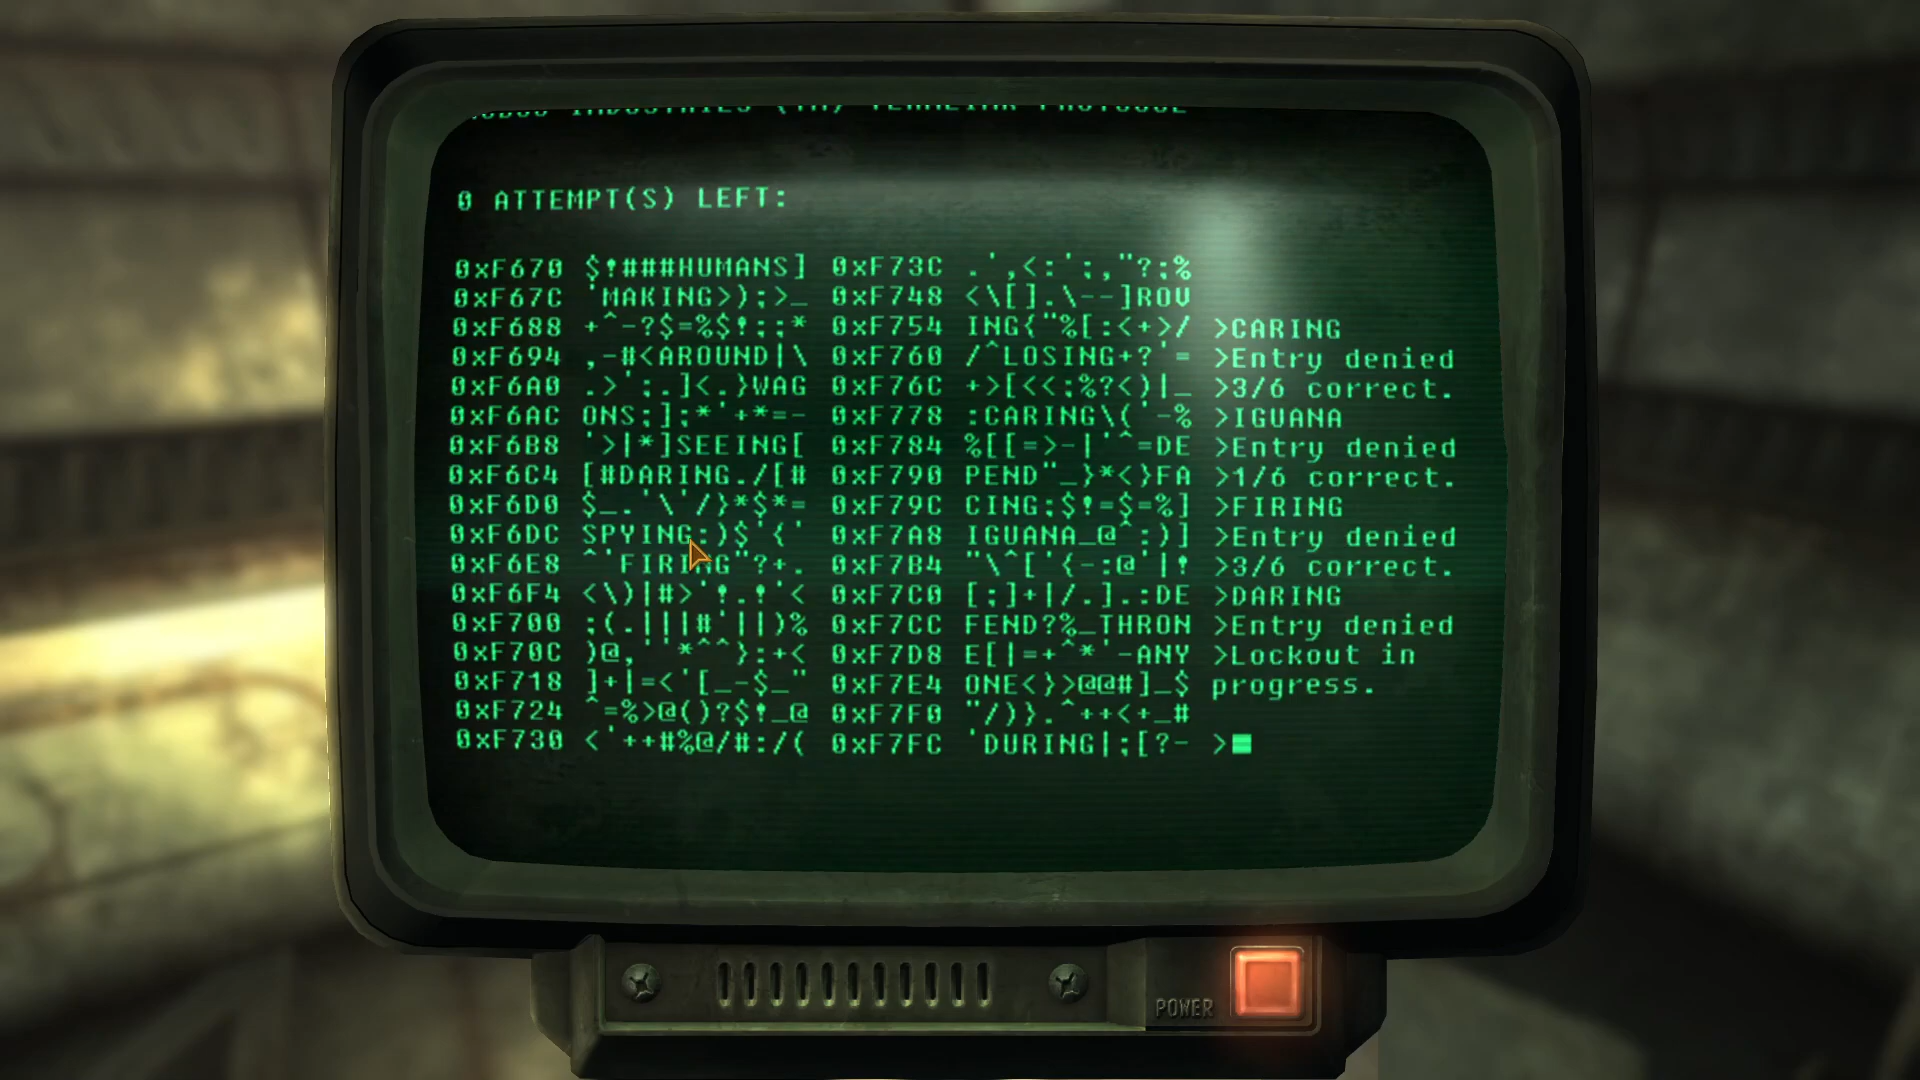 0 ATTEMPT(S) LEFT:
0xF670 $!###HUMANS] 0xF73C .',<:';,"?;%
0xF67C 'MAKING>);>_ 0xF748 <\[].\--]ROV
0xF688 +^-?$=%$!;:* 0xF754 ING{"%[:<+>/ >CARING
0xF694 ,-#<AROUND|\ 0xF760 /^LOSING+?'= >Entry denied
0xF6A0 .>';.]<.}WAG 0xF76C +>[<<;%?<)|_ >3/6 correct.
0xF6AC ONS;];*'+*=- 0xF778 :CARING\('-% >IGUANA
0xF6B8 '>|*]SEEING[ 0xF784 %[[=>-|'^=DE >Entry denied
0xF6C4 [#DARING./[# 0xF790 PEND"_}*<}FA >1/6 correct.
0xF6D0 $_.'\'/}*$*= 0xF79C CING;$!=$=%] >FIRING
0xF6DC SPYING:)$'{' 0xF7A8 IGUANA_@^:)] >Entry denied
0xF6E8 ^'FIRING"?+. 0xF7B4 "\^['{-:@'|! >3/6 correct.
0xF6F4 <\)|#>'!.!'< 0xF7C0 [;]+|/.].:DE >DARING
0xF700 ;(.|||#'||)% 0xF7CC FEND?%_THRON >Entry denied
0xF70C )@,''*^^}:+< 0xF7D8 E[|=+^*'-ANY >Lockout in
0xF718 ]+|=<'[_-$_" 0xF7E4 ONE<}>@@#]_$ progress.
0xF724 ^=%>@()?$!_@ 0xF7F0 "/)}.^++<+_#
0xF730 <'++#%@/#:/( 0xF7FC 'DURING|;[?- >
POWER